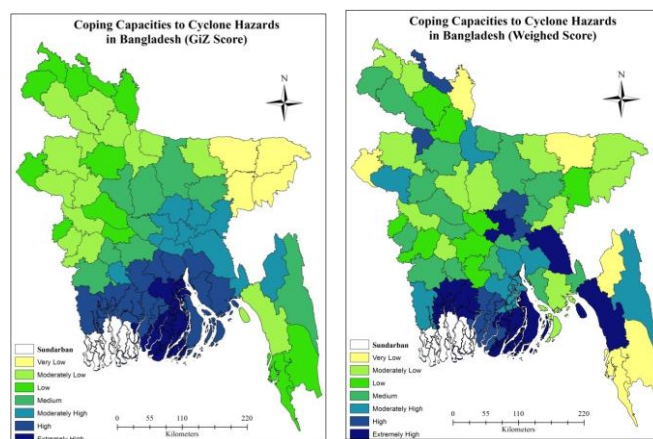 Coping Capacities to Cyclone Hazards
in Bangladesh (GiZ Score)
N
Sundarban
Very Low
Moderately Low
Low
Medium
Moderately High
High
Extremely High
0 55 110 220
Kilometers
Coping Capacities to Cyclone Hazards
in Bangladesh (Weighed Score)
N
Sundarban
Very Low
Moderately Low
Low
Medium
Moderately High
High
Extremely High
0 55 110 220
Kilometers